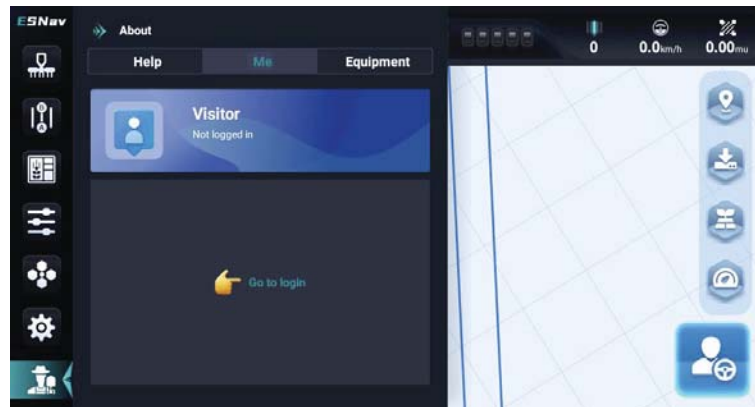 ESNav
About
Help Me Equipment
Visitor
Not logged in
Go to login
0 0.0km/h 0.00mu